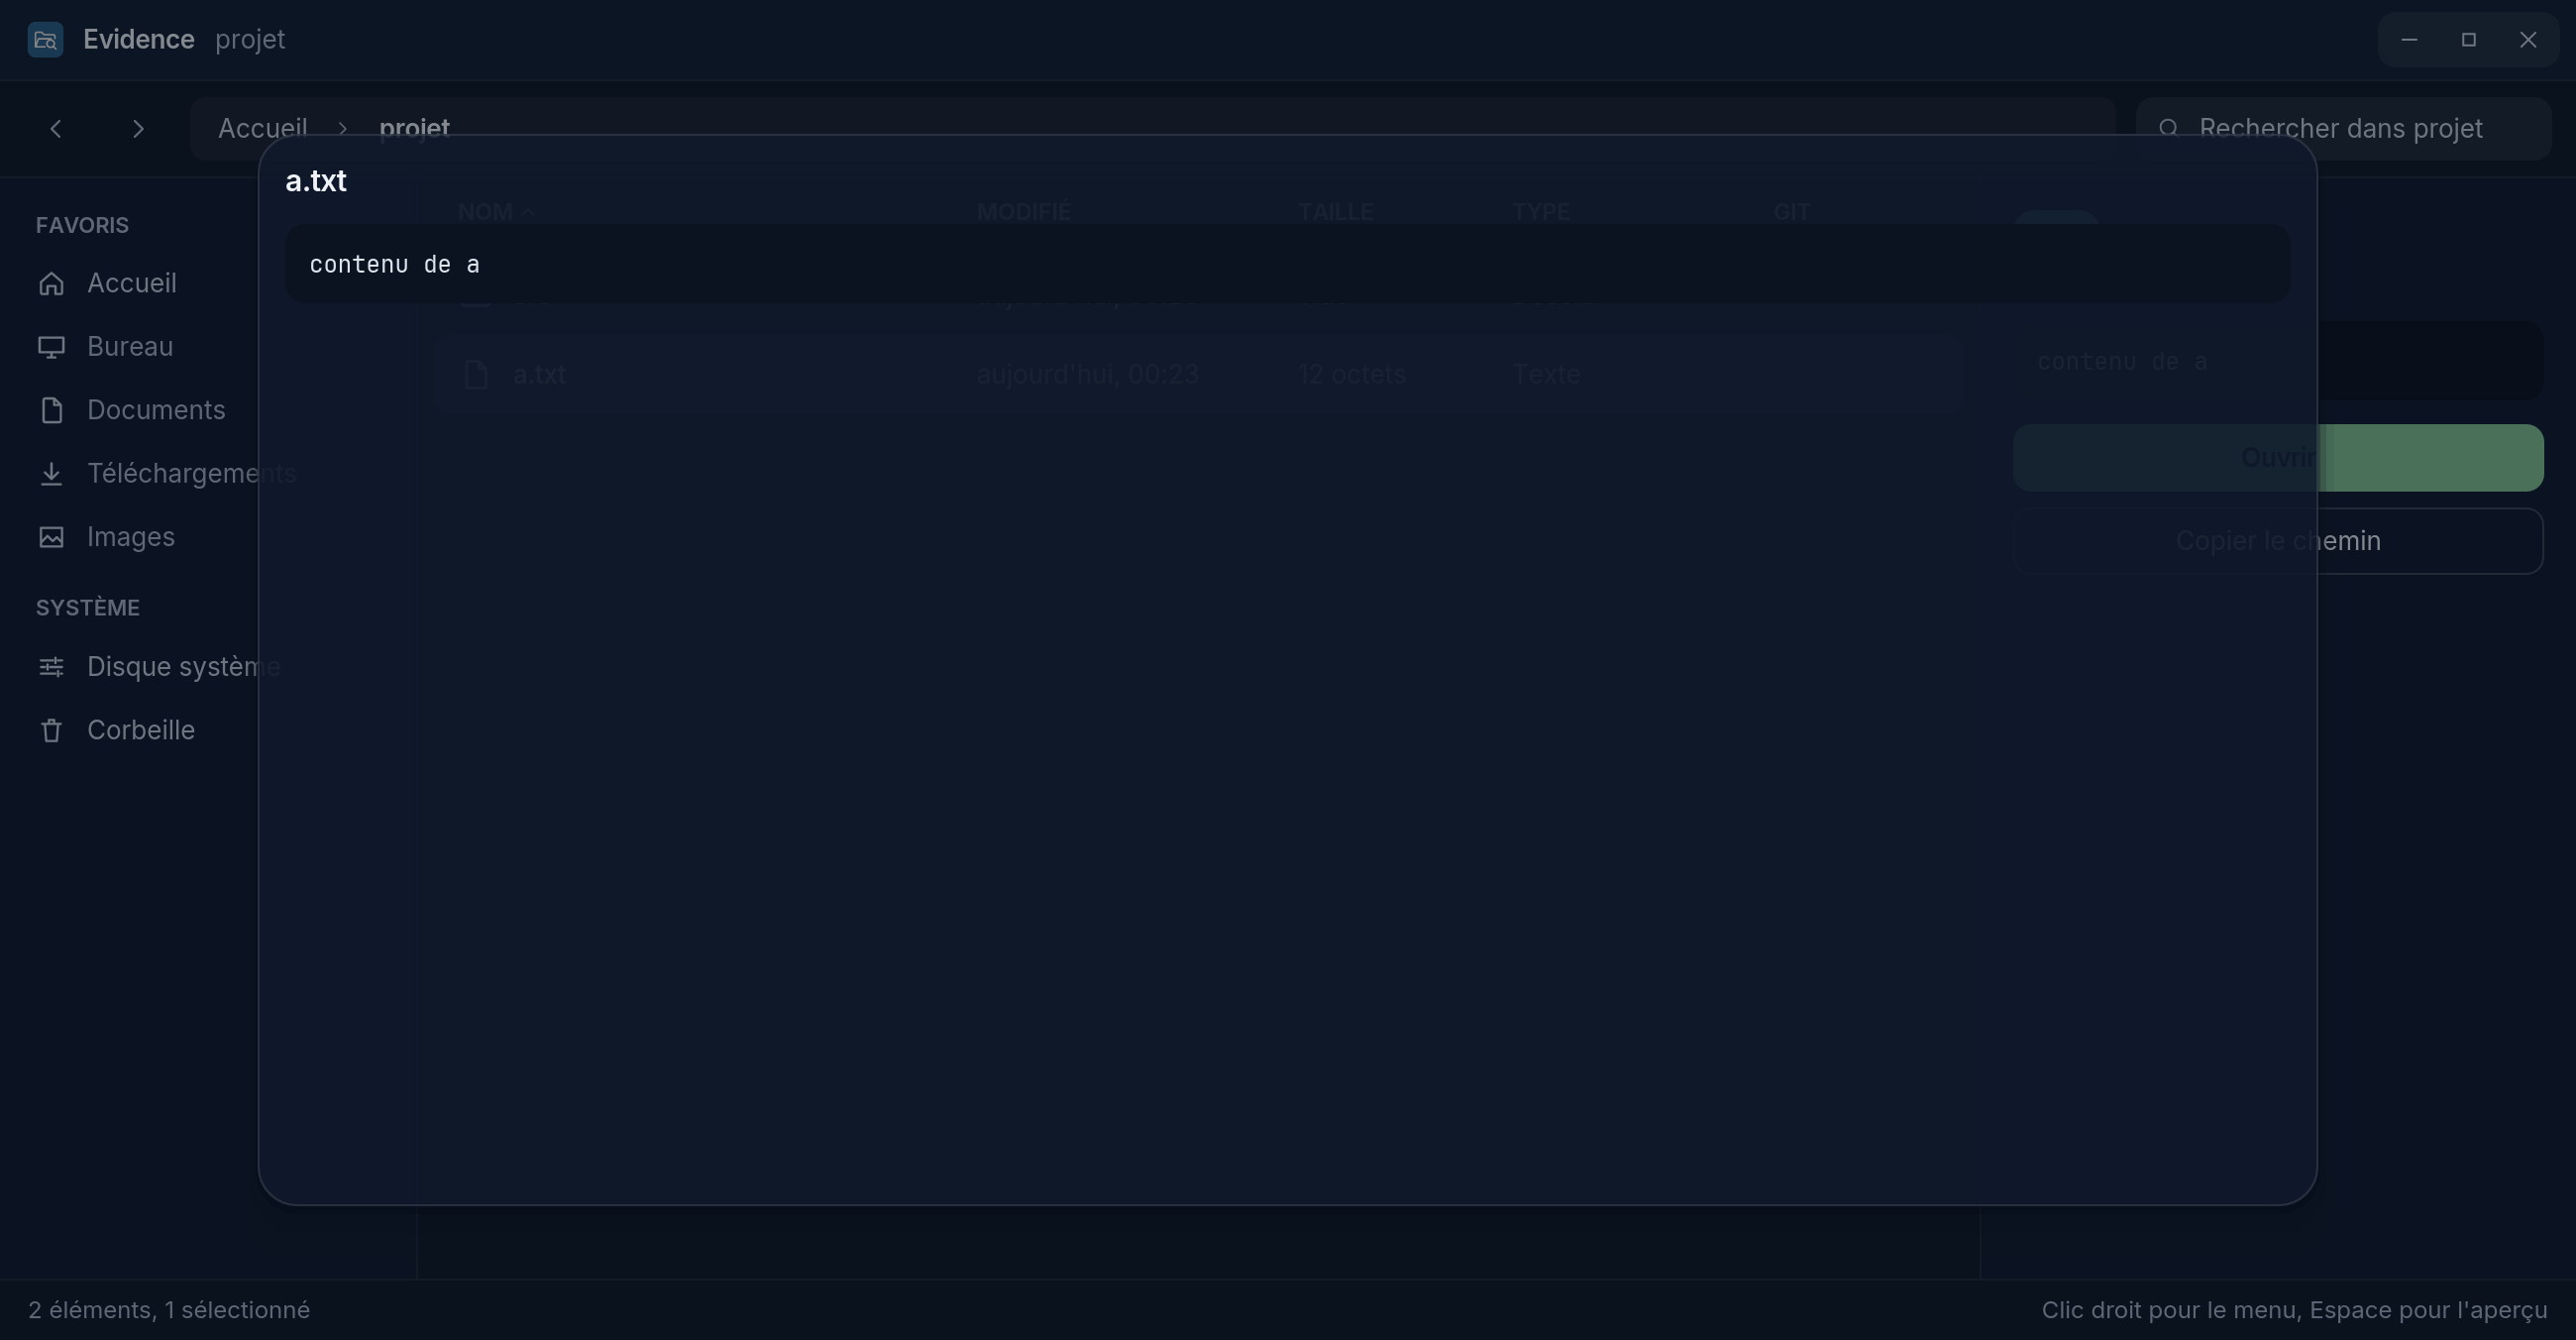 Evidence projet
Accueil > projet
Rechercher dans projet
a.txt
NOM MODIFIÉ TAILLE TYPE GIT
contenu de a
FAVORIS
Accueil
Bureau
Documents
Téléchargements
Images
SYSTÈME
Disque système
Corbeille
a.txt aujourd'hui, 00:23 12 octets Texte
contenu de a
Ouvrir
Copier le chemin
2 éléments, 1 sélectionné
Clic droit pour le menu, Espace pour l'aperçu